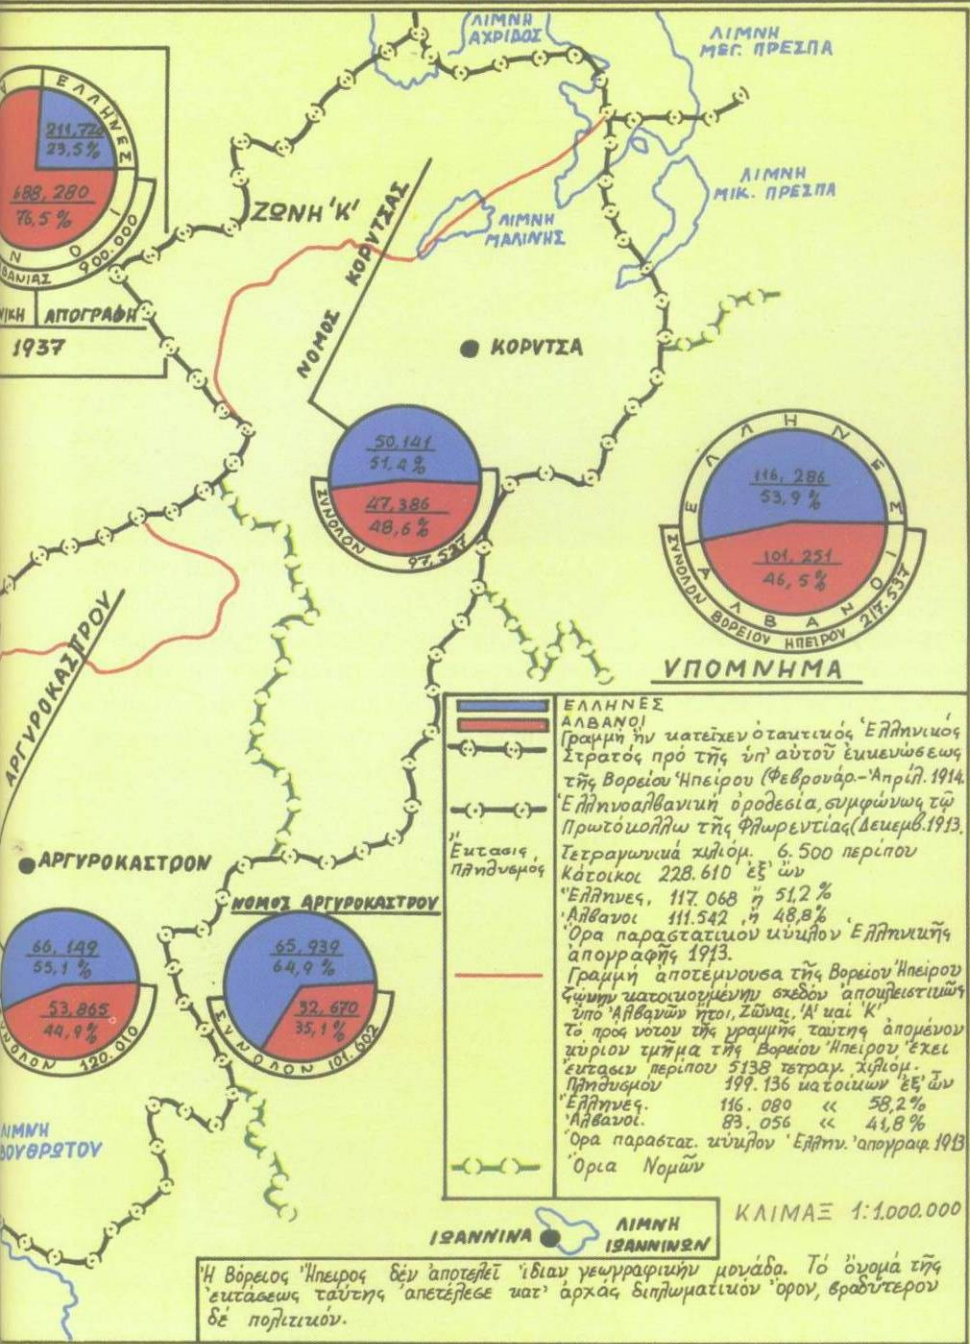 ΛΙΜΝΗ
ΑΧΡΙΔΟΣ
ΛΙΜΝΗ
ΜΕΓ. ΠΡΕΣΠΑ
ΕΛΛΗΝΕΣ
211,720
23,5%
688,280
76,5%
ΝΟΙ
ΒΑΝΙΑΣ 900.000
ΝΙΚΗ ΑΠΟΓΡΑΦΗ
1937
ΖΩΝΗ 'Κ'
ΛΙΜΝΗ
ΜΙΚ. ΠΡΕΣΠΑ
ΛΙΜΝΗ
ΜΑΛΙΝΗΣ
ΝΟΜΟΣ ΚΟΡΥΤΣΑΣ
ΚΟΡΥΤΣΑ
50,141
51,4%
47,386
48,6%
ΣΥΝΟΛΟΝ 97,527
ΕΛΛΗΝΕΣ
116,286
53,9%
101.251
46,5%
ΑΛΒΑΝΟΙ
ΣΥΝΟΛΟΝ ΒΟΡΕΙΟΥ ΗΠΕΙΡΟΥ 217.537
ΑΡΓΥΡΟΚΑΣΤΡΟΥ
ΑΡΓΥΡΟΚΑΣΤΡΟΝ
66,149
55,1%
53,865
44,9%
ΝΟΛΟΝ 120.010
ΝΟΜΟΣ ΑΡΓΥΡΟΚΑΣΤΡΟΥ
65,939
64,9%
32,670
35,1%
ΣΥΝΟΛΟΝ 101.602
ΛΙΜΝΗ
ΒΟΥΘΡΩΤΟΥ
ΥΠΟΜΝΗΜΑ
ΕΛΛΗΝΕΣ
ΑΛΒΑΝΟΙ
Γραμμή ἥν κατεῖχεν ὁ τακτικός Ἑλληνικός
Στρατός πρό τῆς ὑπ' αὐτοῦ ἐκκενώσεως
τῆς Βορείου Ἠπείρου (Φεβρουάρ.-Ἀπρίλ. 1914.
Ἑλληνοαλβανική ὁροθεσία, συμφώνως τῷ
Πρωτοκόλλω τῆς Φλωρεντίας (Δεκεμβ. 1913.
Ἔκτασις, Τετραγωνικά χιλιόμ. 6.500 περίπου
Πληθυσμός Κάτοικοι 228.610 ἐξ ὧν
Ἕλληνες, 117.068 ἤ 51,2%
Ἀλβανοί 111.542, ἤ 48,8%
Ὅρα παραστατικόν κύκλον Ἑλληνικῆς
ἀπογραφῆς 1913.
Γραμμή ἀποτέμνουσα τῆς Βορείου Ἠπείρου
ζώνην κατοικουμένην σχεδόν ἀποκλειστικῶς
ὑπό Ἀλβανῶν ἤτοι, Ζῶναι, 'Α' καί 'Κ'.
Τό πρός νότον τῆς γραμμῆς ταύτης ἀπομένον
κύριον τμῆμα τῆς Βορείου Ἠπείρου ἔχει
ἔκτασιν περίπου 5138 τετραγ. χιλιόμ.
Πληθυσμόν 199.136 κατοίκων ἐξ ὧν
Ἕλληνες. 116.080 « 58,2%
Ἀλβανοί. 83.056 « 41,8%
Ὅρα παραστατ. κύκλον Ἑλλην. ἀπογραφ. 1913
Ὅρια Νομῶν
ΚΛΙΜΑΞ 1:1.000.000
ΙΩΑΝΝΙΝΑ
ΛΙΜΝΗ
ΙΩΑΝΝΙΝΩΝ
Ἡ Βόρειος Ἤπειρος δέν ἀποτελεῖ ἰδίαν γεωγραφικήν μονάδα. Τό ὄνομά τῆς
ἐκτάσεως ταύτης ἀπετέλεσε κατ' ἀρχάς διπλωματικόν ὅρον, βραδύτερον
δέ πολιτικόν.